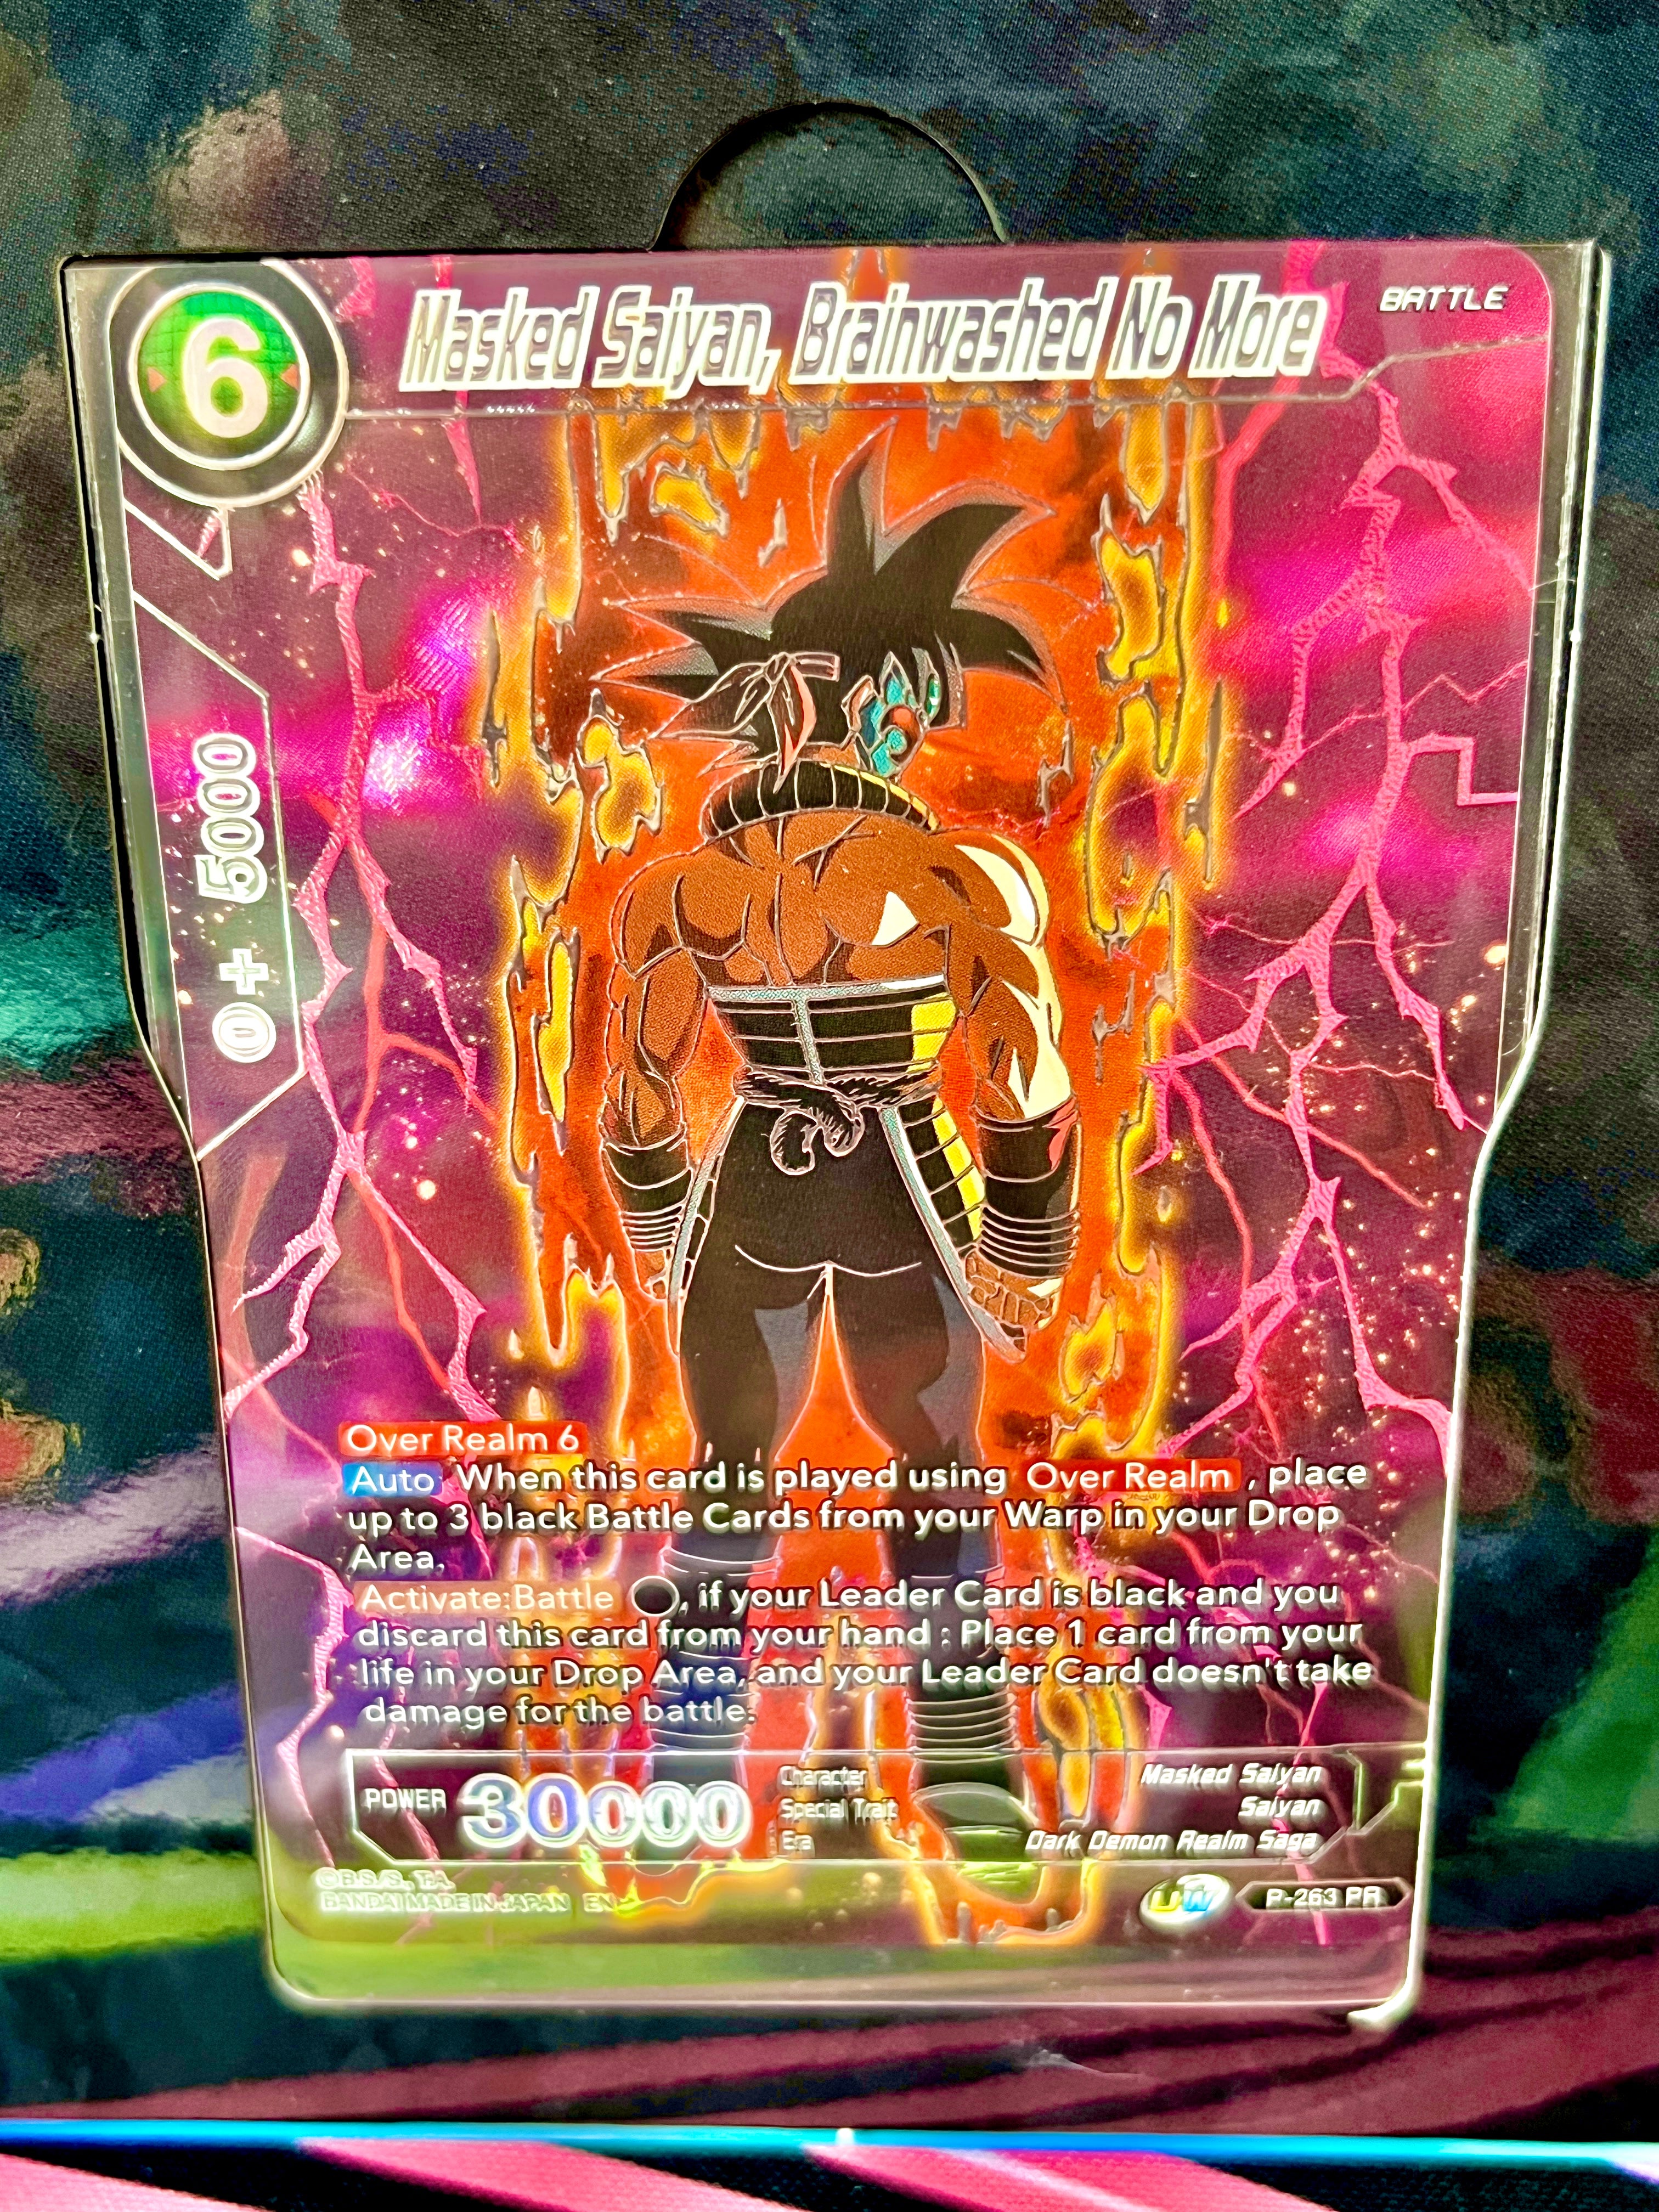 6
Masked Saiyan, Brainwashed No More
BATTLE
0 + 5000
Over Realm 6
Auto When this card is played using Over Realm, place
up to 3 black Battle Cards from your Warp in your Drop
Area.
Activate:Battle , if your Leader Card is black and you
discard this card from your hand : Place 1 card from your
life in your Drop Area, and your Leader Card doesn't take
damage for the battle.
POWER 30000
Character Masked Saiyan
Special Trait Saiyan
Era Dark Demon Realm Saga
©B.S./S., T.A.
BANDAI MADE IN JAPAN EN
UW P-263 PR